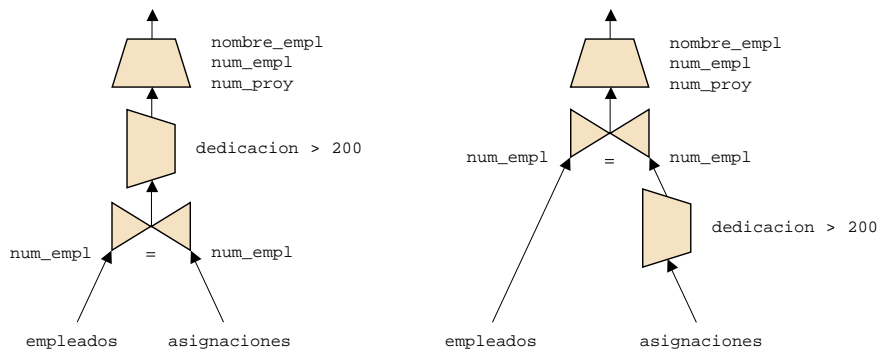 nombre_empl
num_empl
num_proy
dedicacion > 200
num_empl = num_empl
empleados asignaciones
nombre_empl
num_empl
num_proy
num_empl = num_empl
dedicacion > 200
empleados asignaciones